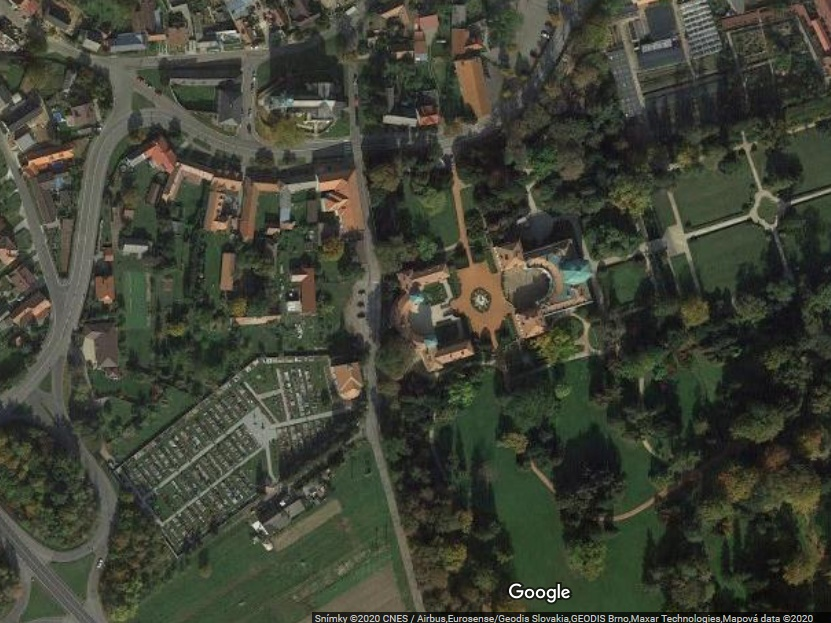 Google
Snímky ©2020 CNES / Airbus,Eurosense/Geodis Slovakia,GEODIS Brno,Maxar Technologies,Mapová data ©2020